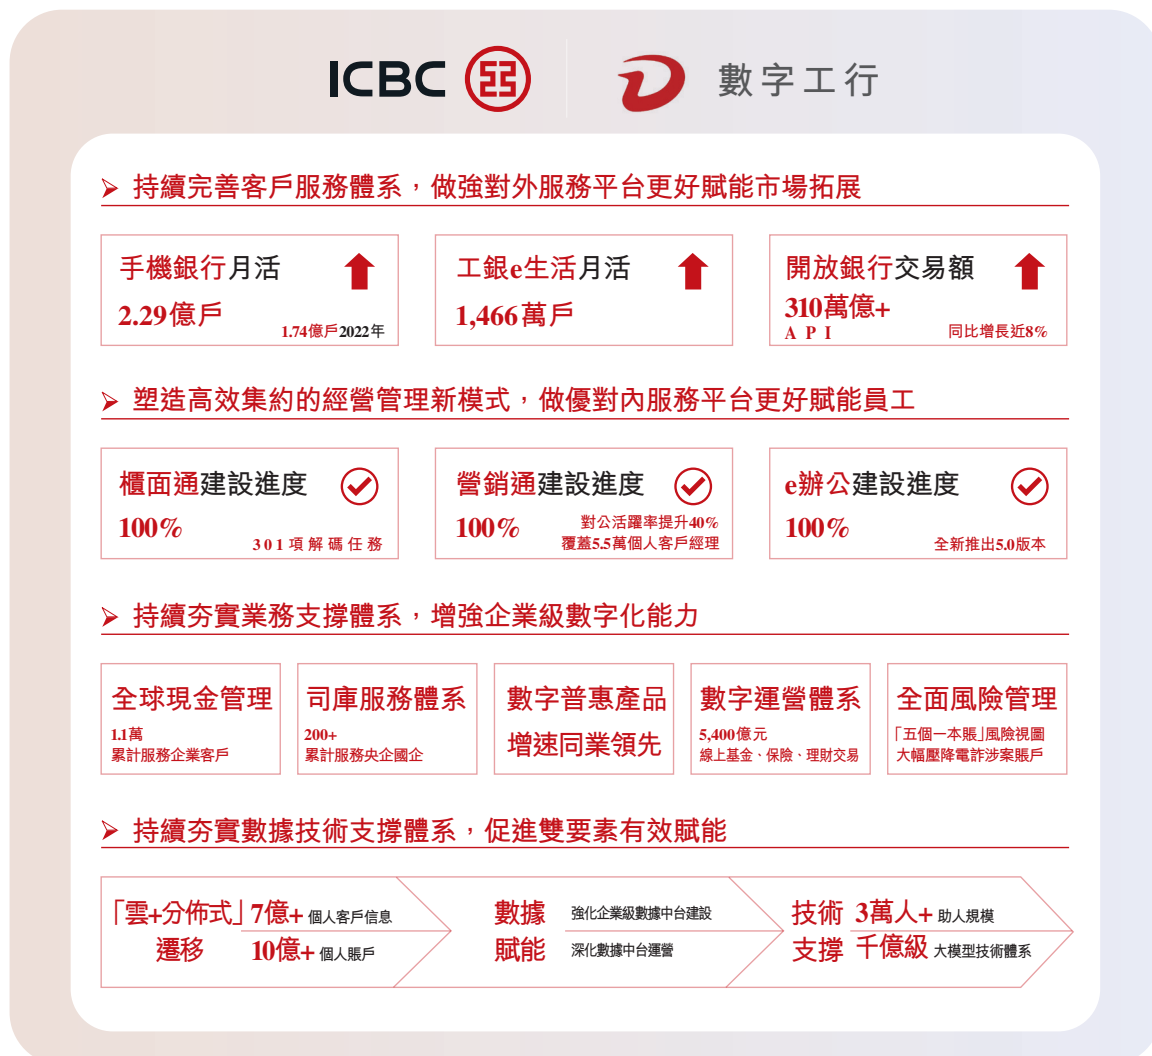 ICBC 數字工行
持續完善客戶服務體系，做強對外服務平台更好賦能市場拓展
手機銀行月活
2.29億戶
1.74億戶2022年
工銀e生活月活
1,466萬戶
開放銀行交易額
310萬億+
API
同比增長近8%
塑造高效集約的經營管理新模式，做優對內服務平台更好賦能員工
櫃面通建設進度
100%
301項解碼任務
營銷通建設進度
100%
對公活躍率提升40%
覆蓋5.5萬個人客戶經理
e辦公建設進度
100%
全新推出5.0版本
持續夯實業務支撐體系，增強企業級數字化能力
全球現金管理
1.1萬
累計服務企業客戶
司庫服務體系
200+
累計服務央企國企
數字普惠產品
增速同業領先
數字運營體系
5,400億元
線上基金、保險、理財交易
全面風險管理
「五個一本賬」風險視圖
大幅壓降電詐涉案賬戶
持續夯實數據技術支撐體系，促進雙要素有效賦能
「雲+分佈式」
遷移
7億+ 個人客戶信息
10億+ 個人賬戶
數據
賦能
強化企業級數據中台建設
深化數據中台運營
技術
支撐
3萬人+ 助人規模
千億級 大模型技術體系